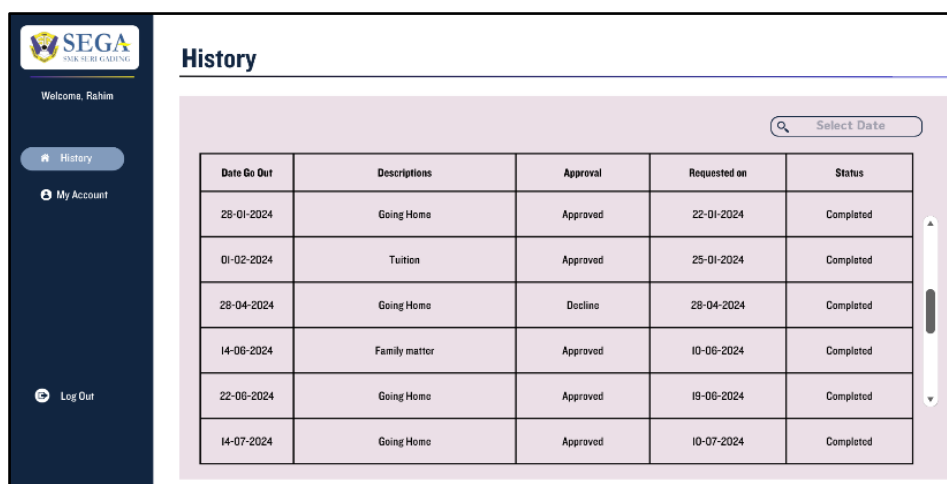 SEGA
SMK SERI GADING
Welcome, Rahim
History
My Account
Log Out
History
Select Date
Date Go Out Descriptions Approval Requested on Status
28-01-2024 Going Home Approved 22-01-2024 Completed
01-02-2024 Tuition Approved 25-01-2024 Completed
28-04-2024 Going Home Decline 28-04-2024 Completed
14-06-2024 Family matter Approved 10-06-2024 Completed
22-06-2024 Going Home Approved 19-06-2024 Completed
14-07-2024 Going Home Approved 10-07-2024 Completed